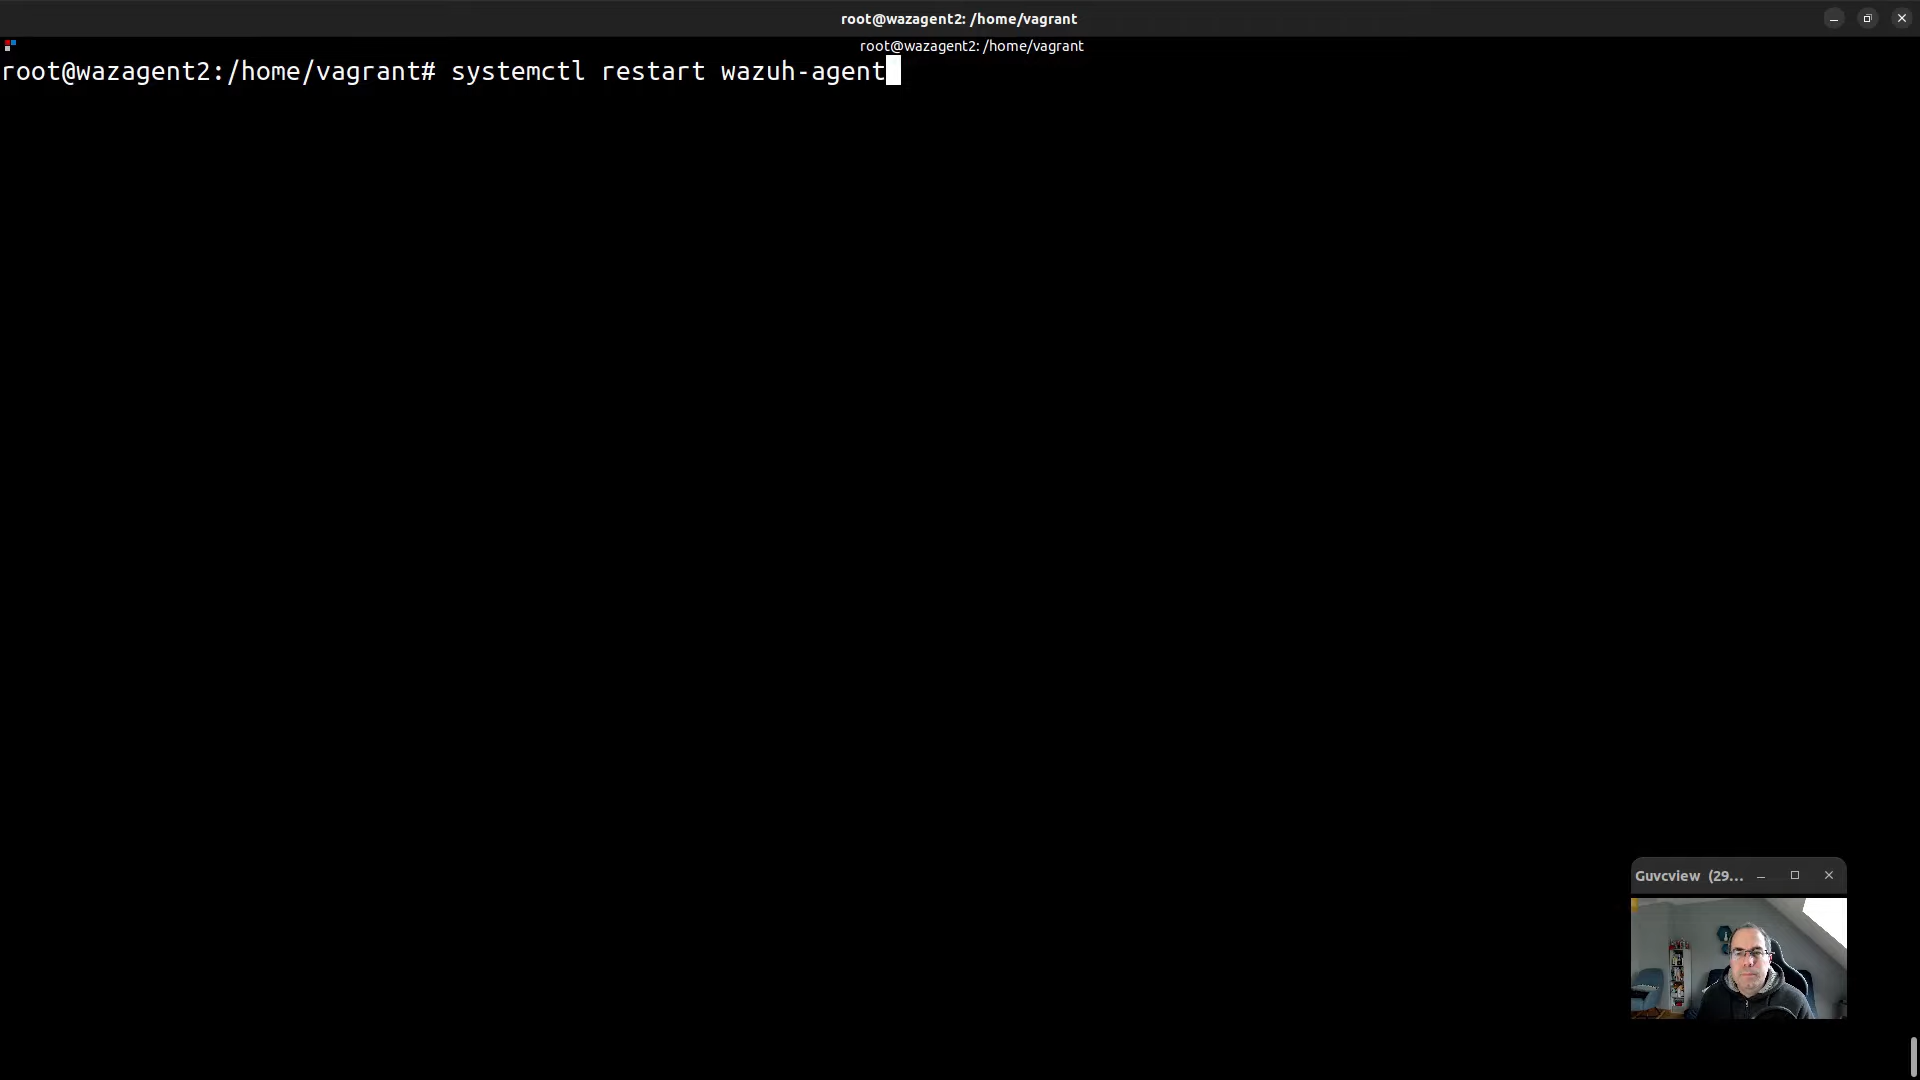 root@wazagent2: /home/vagrant
root@wazagent2: /home/vagrant
root@wazagent2:/home/vagrant# systemctl restart wazuh-agent
Guvcview (29...